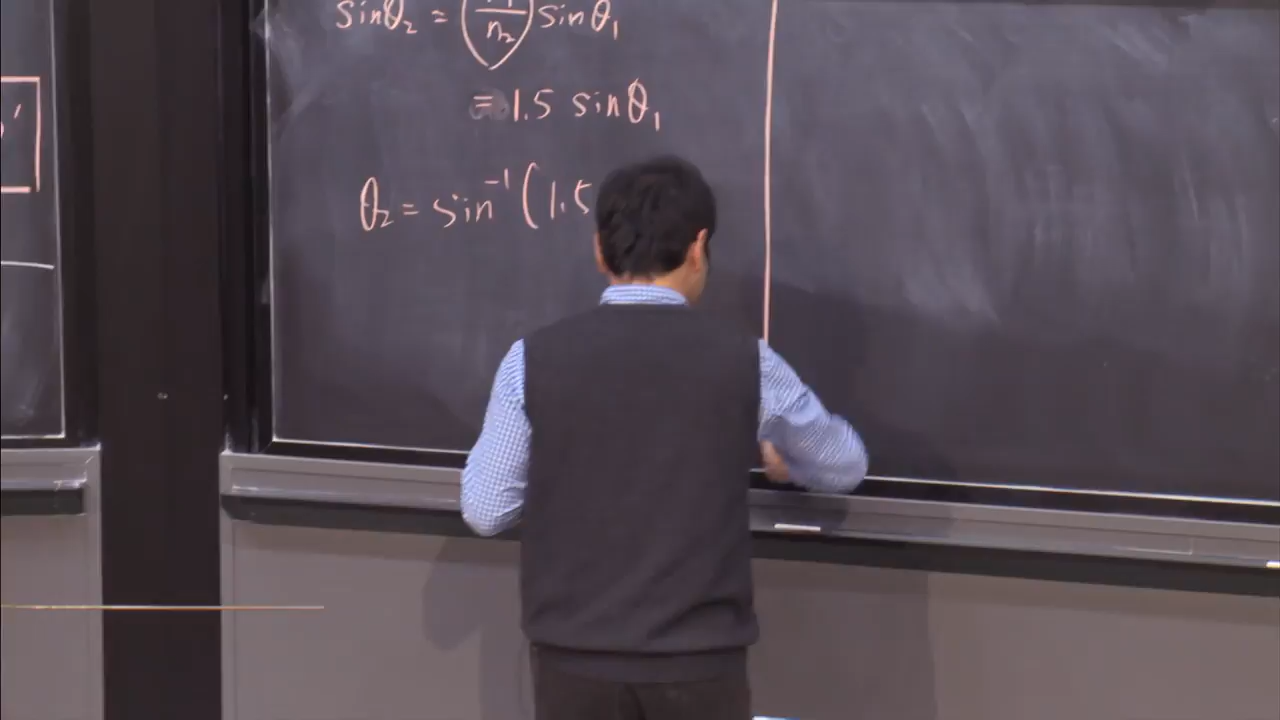 sinθ₂ = (n₁/n₂) sinθ₁
= 1.5 sinθ₁
θ₂ = sin⁻¹(1.5